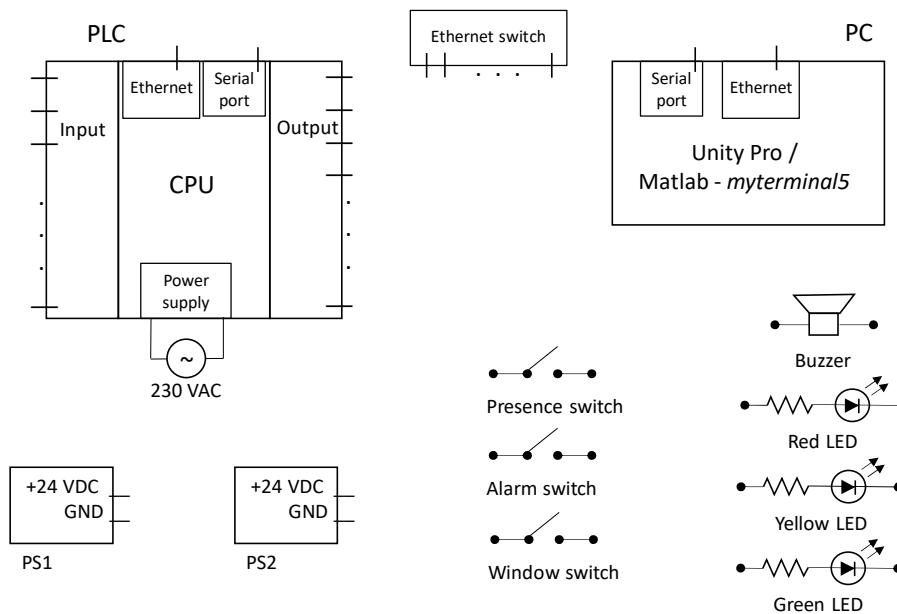 PLC
Ethernet switch
PC
. . .
Ethernet
Serial
port
Input
Output
CPU
Power
supply
~
230 VAC
Serial
port
Ethernet
Unity Pro /
Matlab - myterminal5
Buzzer
Presence switch
Red LED
Alarm switch
Yellow LED
Window switch
Green LED
+24 VDC
GND
PS1
+24 VDC
GND
PS2